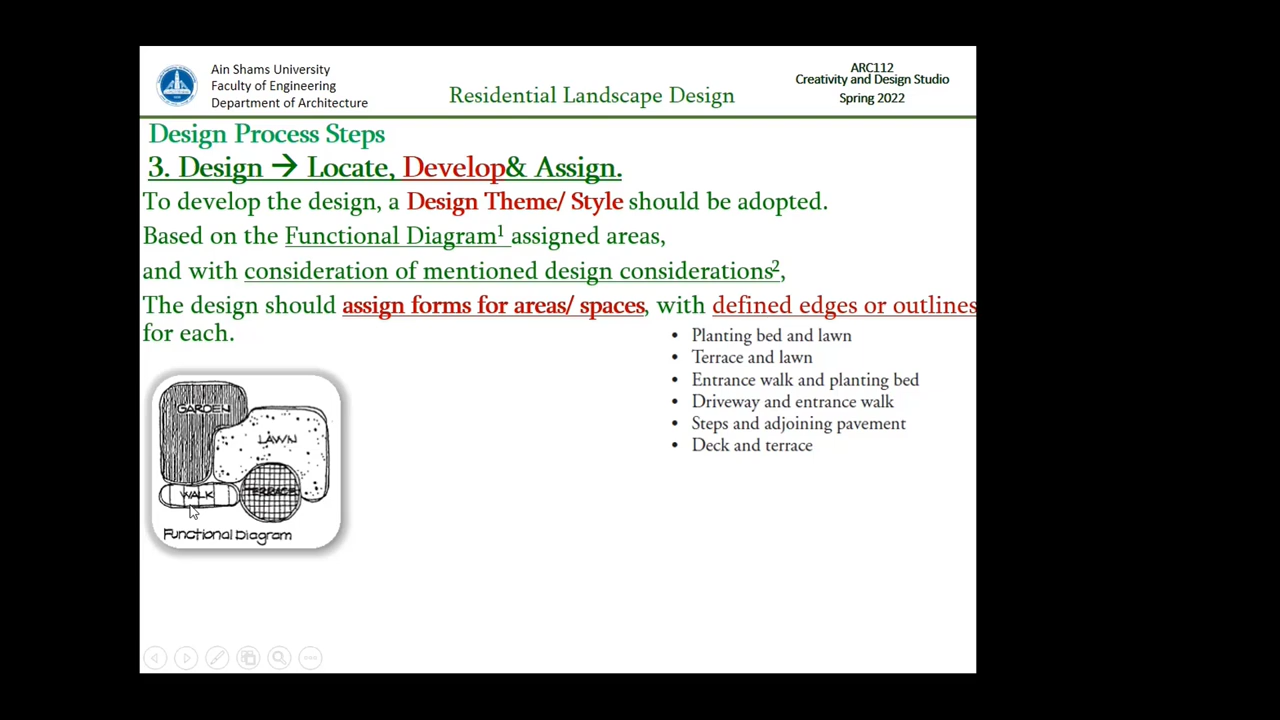 Ain Shams University
Faculty of Engineering
Department of Architecture
Residential Landscape Design
ARC112
Creativity and Design Studio
Spring 2022
Design Process Steps
3. Design → Locate, Develop& Assign.
To develop the design, a Design Theme/ Style should be adopted.
Based on the Functional Diagram¹ assigned areas,
and with consideration of mentioned design considerations²,
The design should assign forms for areas/ spaces, with defined edges or outlines
for each.
• Planting bed and lawn
• Terrace and lawn
• Entrance walk and planting bed
• Driveway and entrance walk
• Steps and adjoining pavement
• Deck and terrace
GARDEN
LAWN
WALK
TERRACE
Functional Diagram